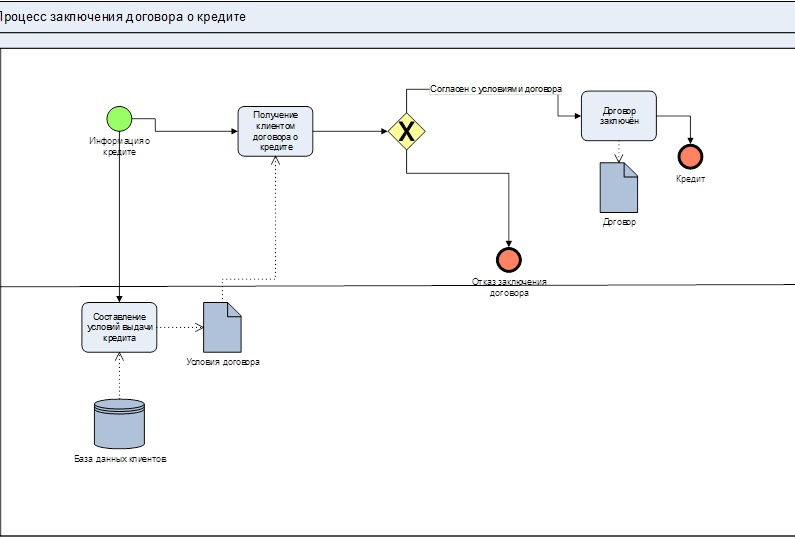 Процесс заключения договора о кредите
Согласен с условиями договора
Информация о
кредите
Получение
клиентом
договора о
кредите
Договор
заключён
Кредит
Договор
Отказ заключения
договора
Составление
условий выдачи
кредита
Условия договора
База данных клиентов